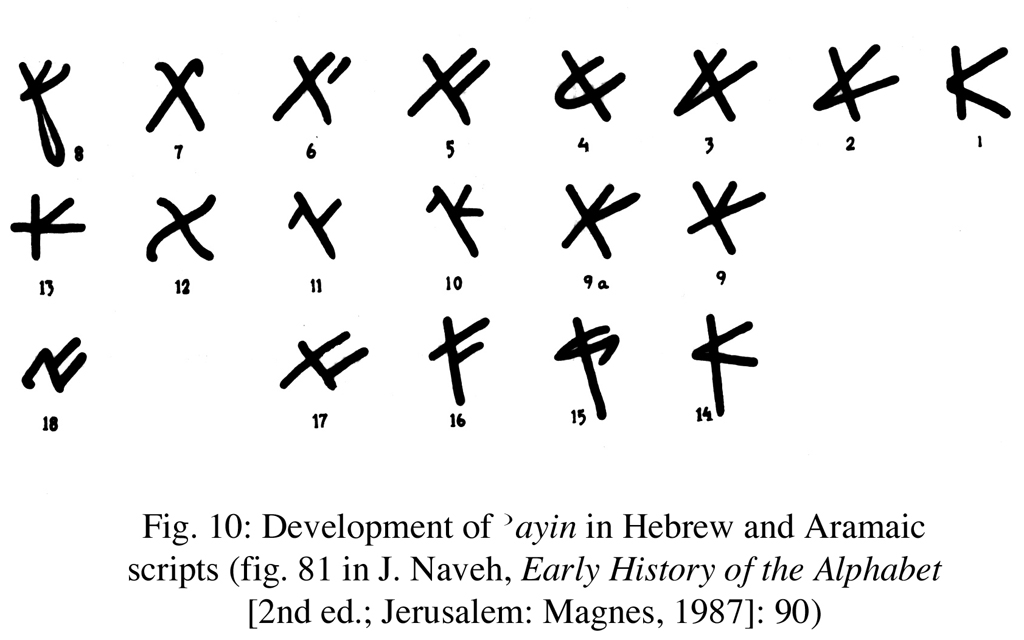 8 7 6 5 4 3 2 1
13 12 11 10 9a 9
18 17 16 15 14
Fig. 10: Development of ʾayin in Hebrew and Aramaic
scripts (fig. 81 in J. Naveh, Early History of the Alphabet
[2nd ed.; Jerusalem: Magnes, 1987]: 90)